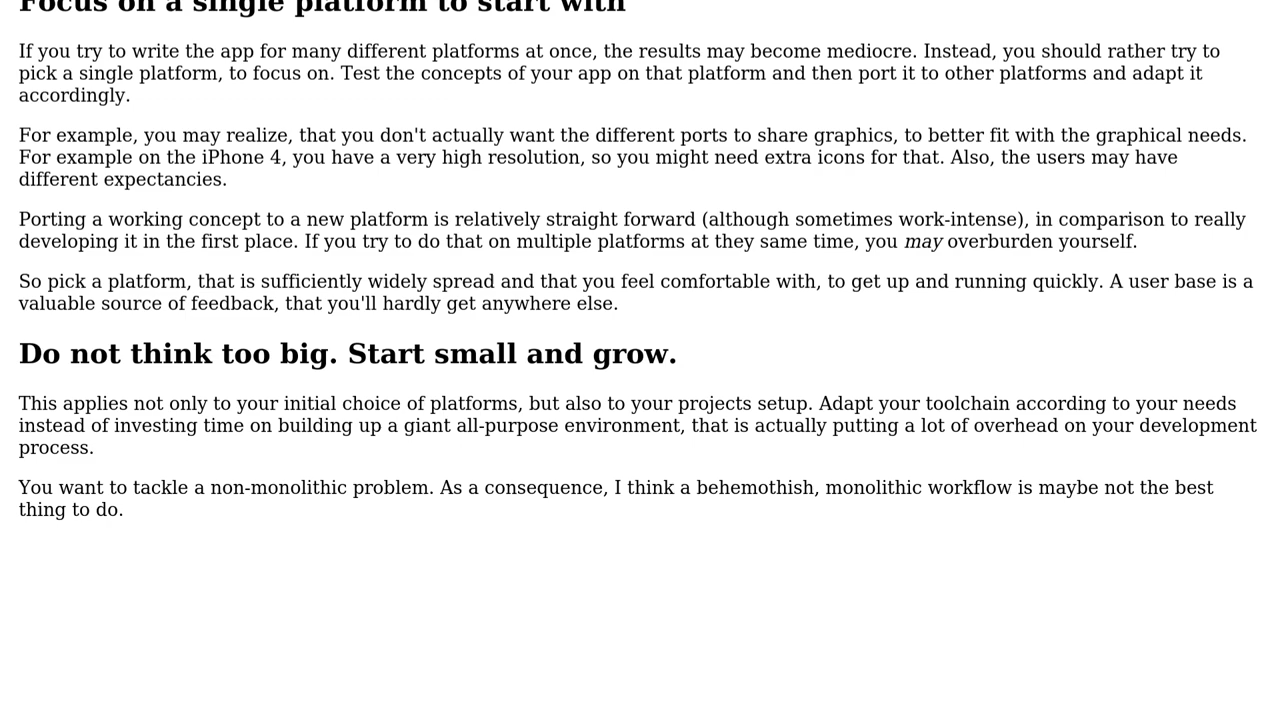 Focus on a single platform to start with
If you try to write the app for many different platforms at once, the results may become mediocre. Instead, you should rather try to
pick a single platform, to focus on. Test the concepts of your app on that platform and then port it to other platforms and adapt it
accordingly.
For example, you may realize, that you don't actually want the different ports to share graphics, to better fit with the graphical needs.
For example on the iPhone 4, you have a very high resolution, so you might need extra icons for that. Also, the users may have
different expectancies.
Porting a working concept to a new platform is relatively straight forward (although sometimes work-intense), in comparison to really
developing it in the first place. If you try to do that on multiple platforms at they same time, you may overburden yourself.
So pick a platform, that is sufficiently widely spread and that you feel comfortable with, to get up and running quickly. A user base is a
valuable source of feedback, that you'll hardly get anywhere else.
Do not think too big. Start small and grow.
This applies not only to your initial choice of platforms, but also to your projects setup. Adapt your toolchain according to your needs
instead of investing time on building up a giant all-purpose environment, that is actually putting a lot of overhead on your development
process.
You want to tackle a non-monolithic problem. As a consequence, I think a behemothish, monolithic workflow is maybe not the best
thing to do.